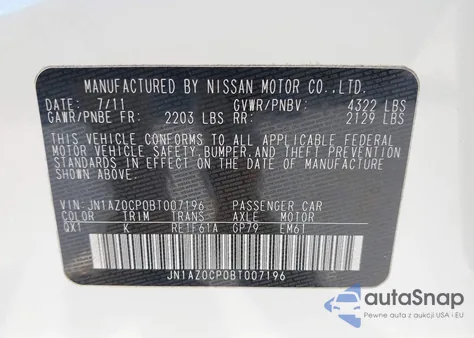 MANUFACTURED BY NISSAN MOTOR CO.,LTD.
DATE: 7/11 GVWR/PNBV: 4322 LBS
GAWR/PNBE FR: 2203 LBS RR: 2129 LBS
THIS VEHICLE CONFORMS TO ALL APPLICABLE FEDERAL
MOTOR VEHICLE SAFETY,BUMPER,AND THEFT PREVENTION
STANDARDS IN EFFECT ON THE DATE OF MANUFACTURE
SHOWN ABOVE.
VIN:JN1AZ0CP0BT007196 PASSENGER CAR
COLOR TRIM TRANS AXLE MOTOR
QX1 K RE1F61A GP79 EM61
JN1AZ0CP0BT007196
autoSnap
Pewne auta z aukcji USA i EU